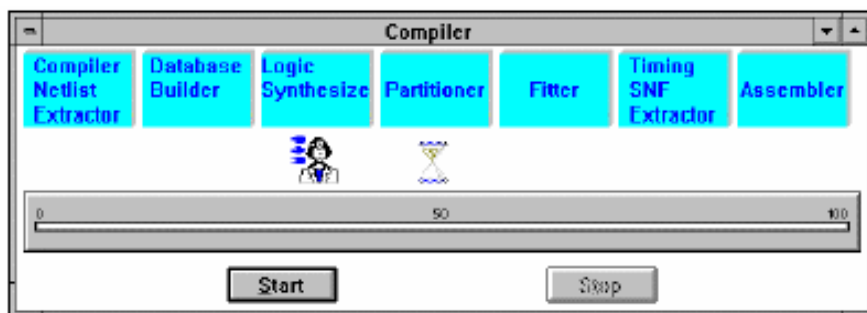 Compiler
Compiler
Netlist
Extractor
Database
Builder
Logic
Synthesize
Partitioner
Fitter
Timing
SNF
Extractor
Assembler
0 50 100
Start
Stop